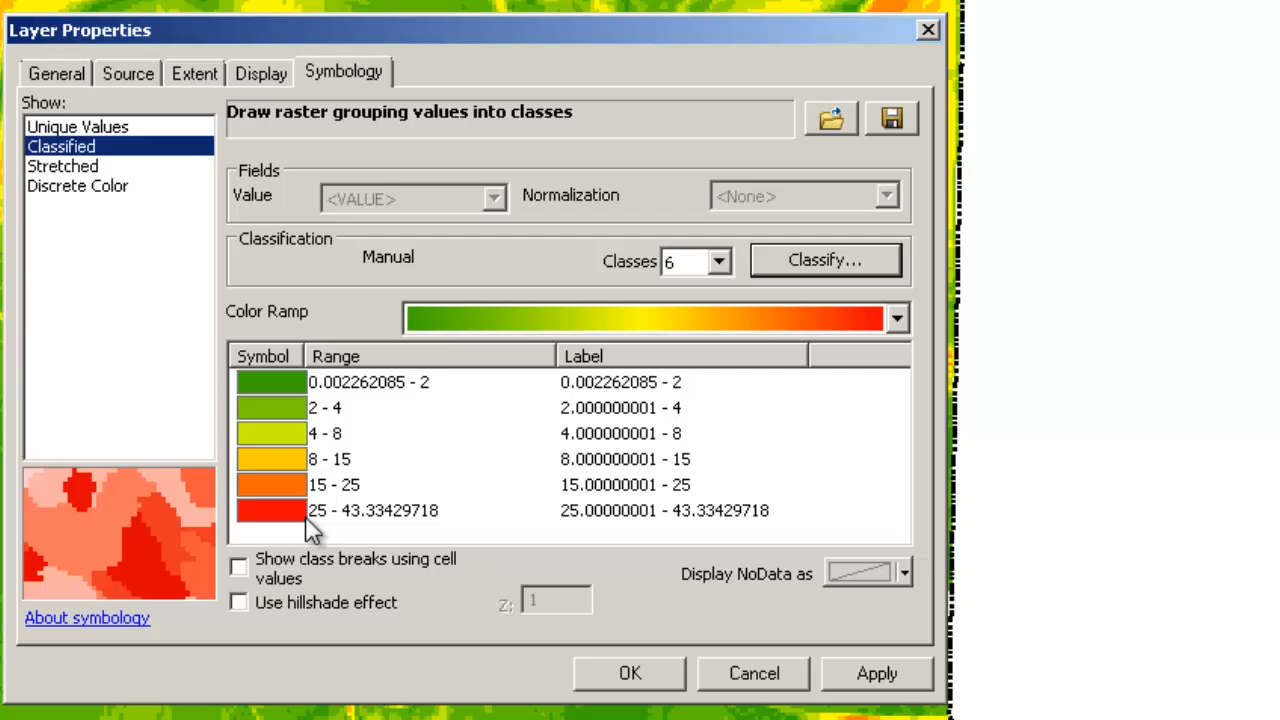 Layer Properties
General Source Extent Display Symbology
Show:
Unique Values
Classified
Stretched
Discrete Color
Draw raster grouping values into classes
Fields
Value <VALUE> Normalization <None>
Classification
Manual Classes 6 Classify...
Color Ramp
Symbol Range Label
0.002262085 - 2 0.002262085 - 2
2 - 4 2.000000001 - 4
4 - 8 4.000000001 - 8
8 - 15 8.000000001 - 15
15 - 25 15.00000001 - 25
25 - 43.33429718 25.00000001 - 43.33429718
Show class breaks using cell
values
Display NoData as
Use hillshade effect Z: 1
About symbology
OK Cancel Apply